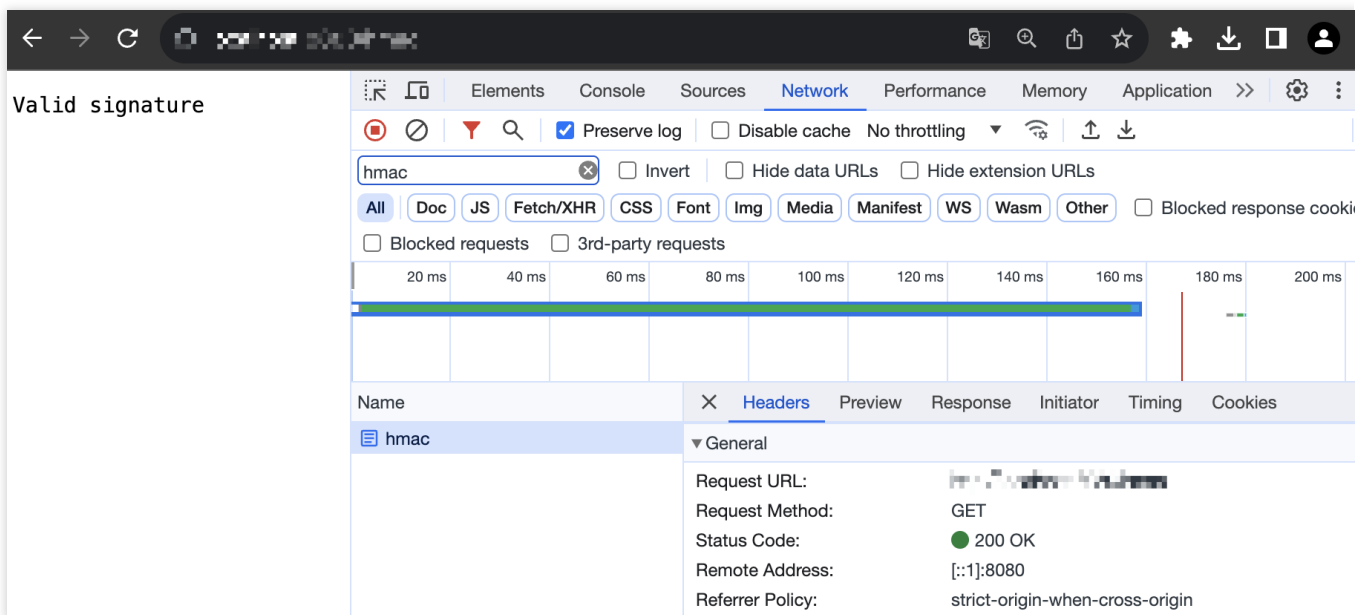 Valid signature
Elements Console Sources Network Performance Memory Application
Preserve log Disable cache No throttling
hmac Invert Hide data URLs Hide extension URLs
All Doc JS Fetch/XHR CSS Font Img Media Manifest WS Wasm Other Blocked response cookie
Blocked requests 3rd-party requests
20 ms 40 ms 60 ms 80 ms 100 ms 120 ms 140 ms 160 ms 180 ms 200 ms
Name Headers Preview Response Initiator Timing Cookies
hmac General
Request URL:
Request Method: GET
Status Code: 200 OK
Remote Address: [::1]:8080
Referrer Policy: strict-origin-when-cross-origin